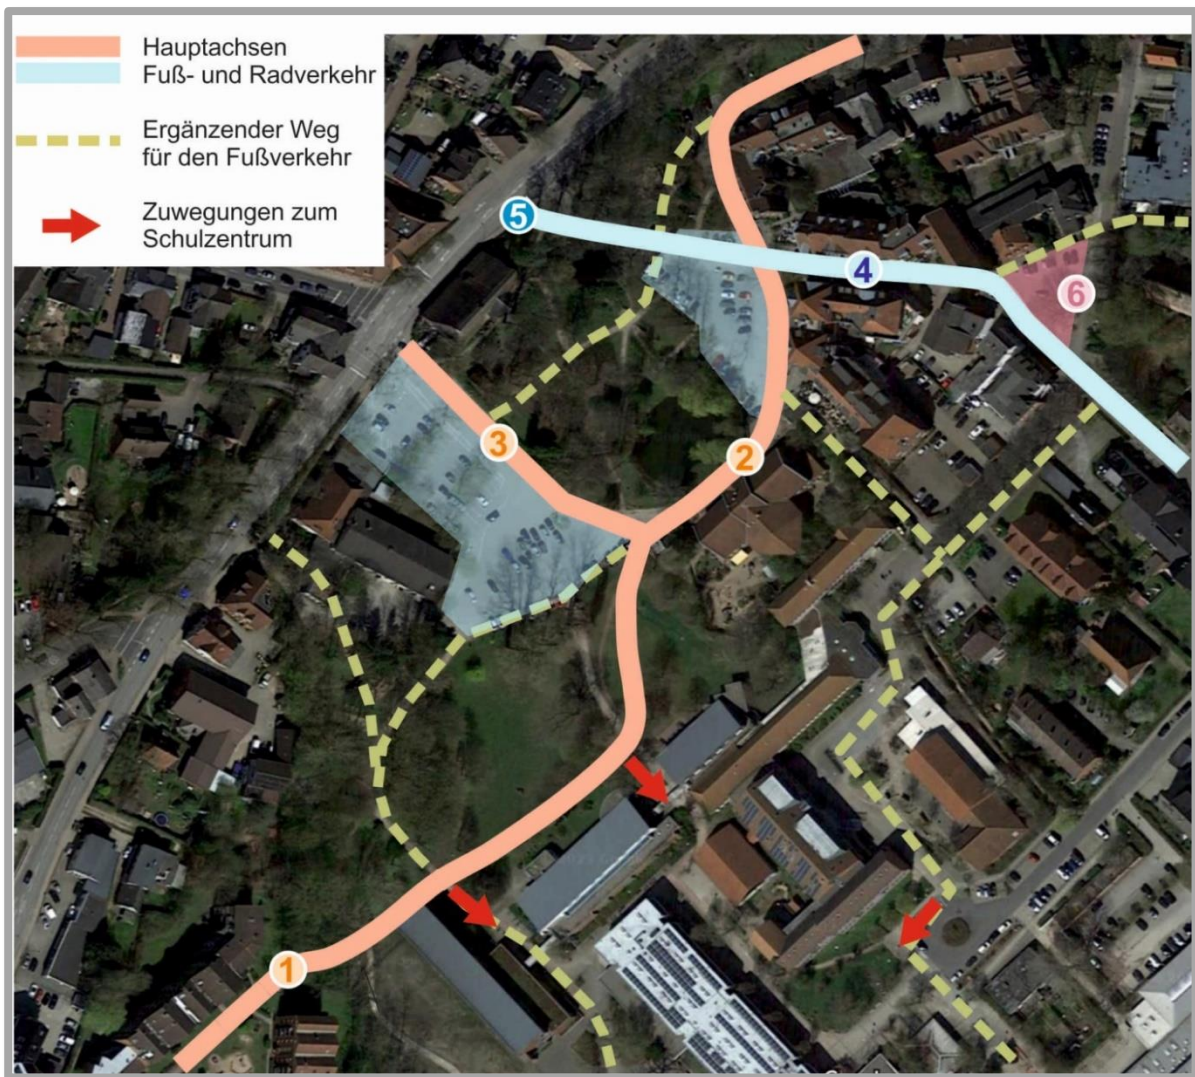 Hauptachsen
Fuß- und Radverkehr
Ergänzender Weg
für den Fußverkehr
Zuwegungen zum
Schulzentrum
5
4
6
3
2
1